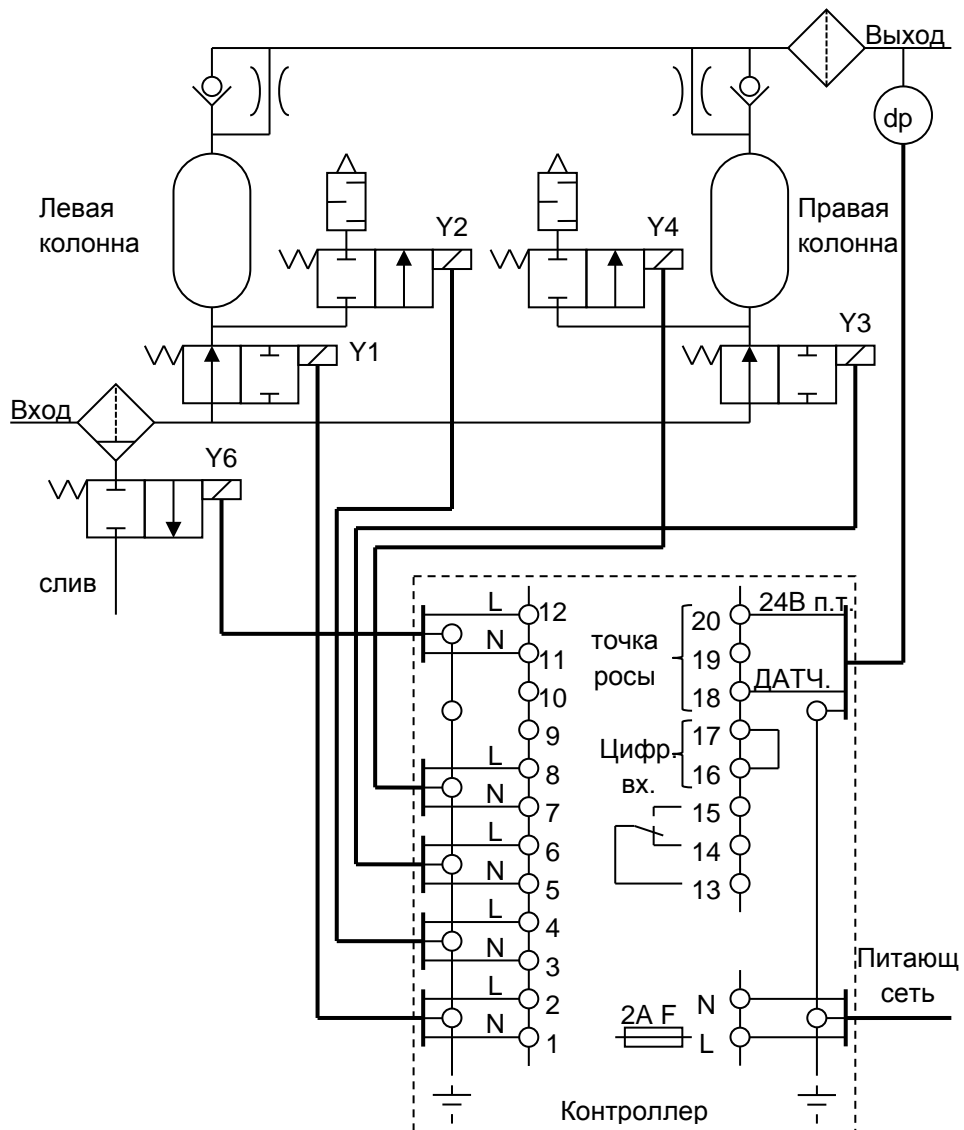 Выход
dp
Левая
колонна
Y2
Y4
Правая
колонна
Y1
Y3
Вход
Y6
слив
L
12
N
11
10
9
L
8
N
7
L
6
N
5
L
4
N
3
L
2
N
1
точка
росы
20
24В п.т.
19
18
ДАТЧ.
Цифр.
вх.
17
16
15
14
13
2A F
N
L
Питающ
сеть
Контроллер